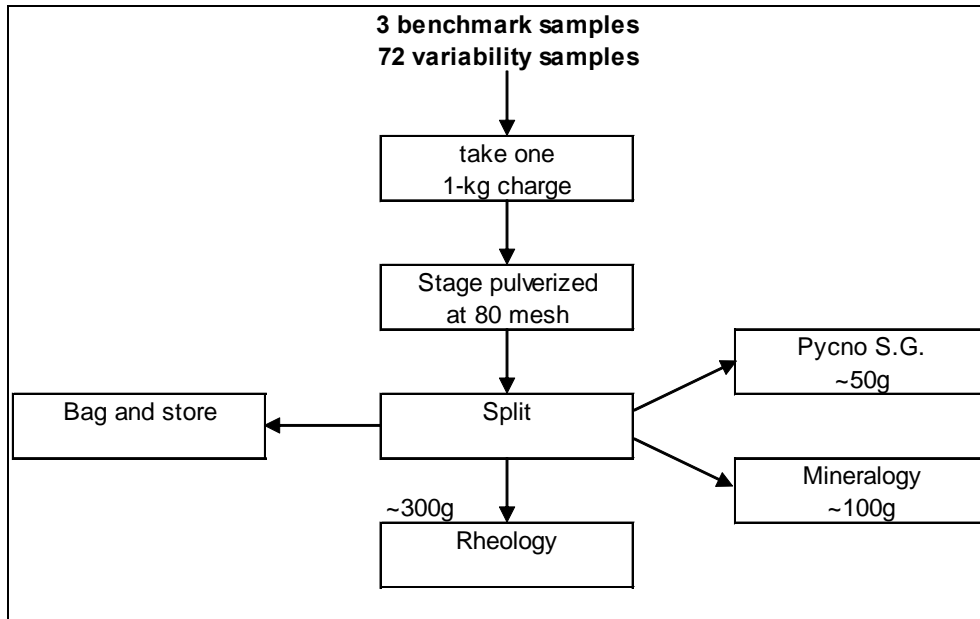 3 benchmark samples
72 variability samples
take one
1-kg charge
Stage pulverized
at 80 mesh
Pycno S.G.
~50g
Bag and store
Split
Mineralogy
~100g
~300g
Rheology